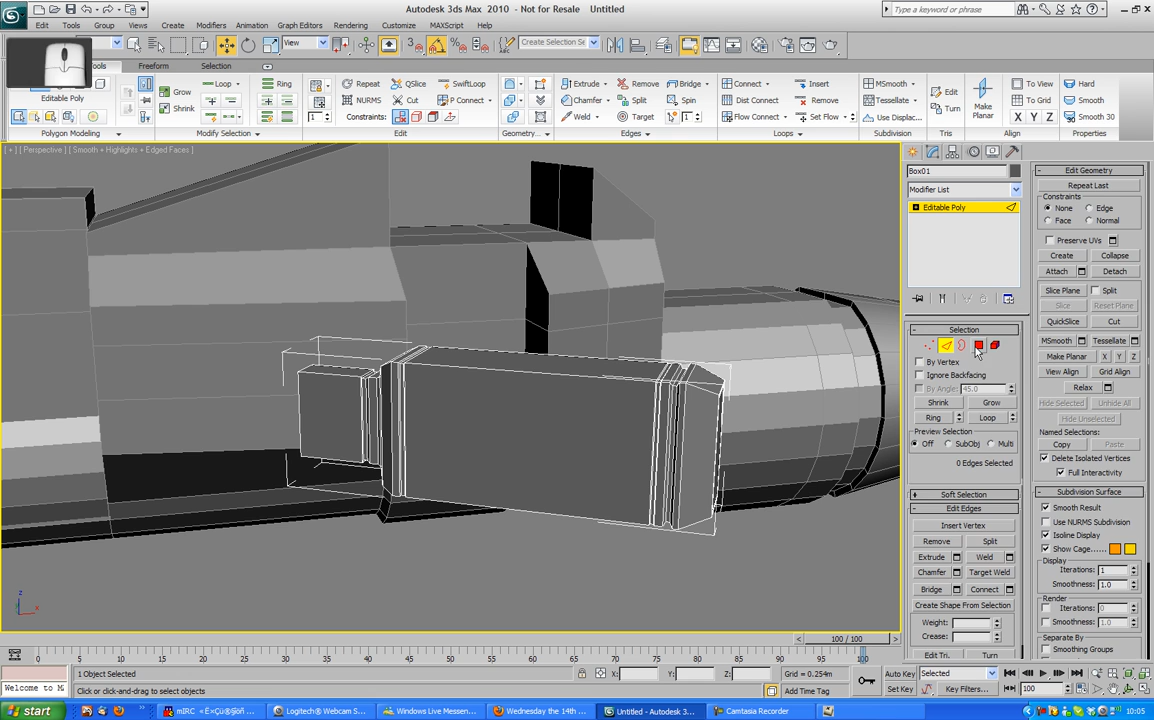 Autodesk 3ds Max 2010 - Not for Resale Untitled
Type a keyword or phrase
Edit Tools Group Views Create Modifiers Animation Graph Editors Rendering Customize MAXScript Help
View
Create Selection Se
Tools Freeform Selection
Editable Poly
Polygon Modeling
Grow
Shrink
Loop
Ring
Modify Selection
Repeat QSlice SwiftLoop
NURMS Cut P Connect
Constraints:
Edit
Geometry...
Extrude Remove Bridge
Chamfer Split Spin
Weld Target 1
Edges
Connect Insert
Dist Connect Remove
Flow Connect Set Flow
Loops
MSmooth
Tessellate
Use Displac...
Subdivision
Edit
Turn
Tris
Make Planar
To View
To Grid
X Y Z
Align
Hard
Smooth
Smooth 30
Properties
[ + ] [ Perspective ] [ Smooth + Highlights + Edged Faces ]
Box01
Modifier List
Editable Poly
Selection
By Vertex
Ignore Backfacing
By Angle: 45.0
Shrink Grow
Ring Loop
Preview Selection
Off SubObj Multi
0 Edges Selected
Soft Selection
Edit Edges
Insert Vertex
Remove Split
Extrude Weld
Chamfer Target Weld
Bridge Connect
Create Shape From Selection
Weight:
Crease:
Edit Tri. Turn
Edit Geometry
Repeat Last
Constraints
None Edge
Face Normal
Preserve UVs
Create Collapse
Attach Detach
Slice Plane Split
Slice Reset Plane
QuickSlice Cut
MSmooth Tessellate
Make Planar X Y Z
View Align Grid Align
Relax
Hide Selected Unhide All
Hide Unselected
Named Selections:
Copy Paste
Delete Isolated Vertices
Full Interactivity
Subdivision Surface
Smooth Result
Use NURMS Subdivision
Isoline Display
Show Cage......
Display
Iterations: 1
Smoothness: 1.0
Render
Iterations: 0
Smoothness: 1.0
Separate By
Smoothing Groups
z
x
100 / 100
0 5 10 15 20 25 30 35 40 45 50 55 60 65 70 75 80 85 90 95 100
1 Object Selected X: Y: Z: Grid = 0.254m Auto Key Selected
Welcome to M Click or click-and-drag to select objects Add Time Tag Set Key Key Filters... 100
start Logitech® Webcam S... Windows Live Messen... Wednesday the 14th ... Untitled - Autodesk 3... Camtasia Recorder 10:05